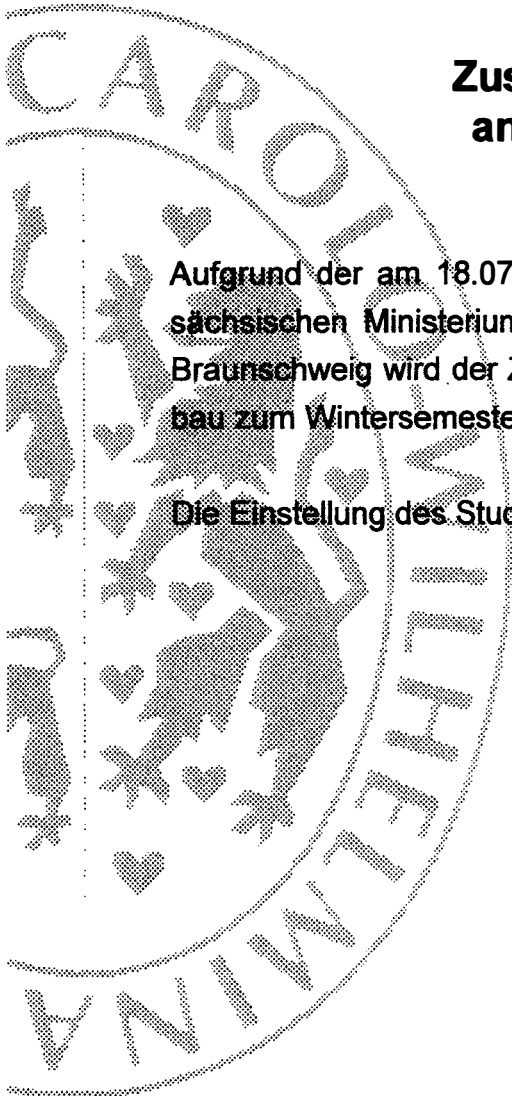 CAROLO-WILHELMINA
Zus
an
Aufgrund der am 18.07
sächsischen Ministerium
Braunschweig wird der Z
bau zum Wintersemeste
Die Einstellung des Stud